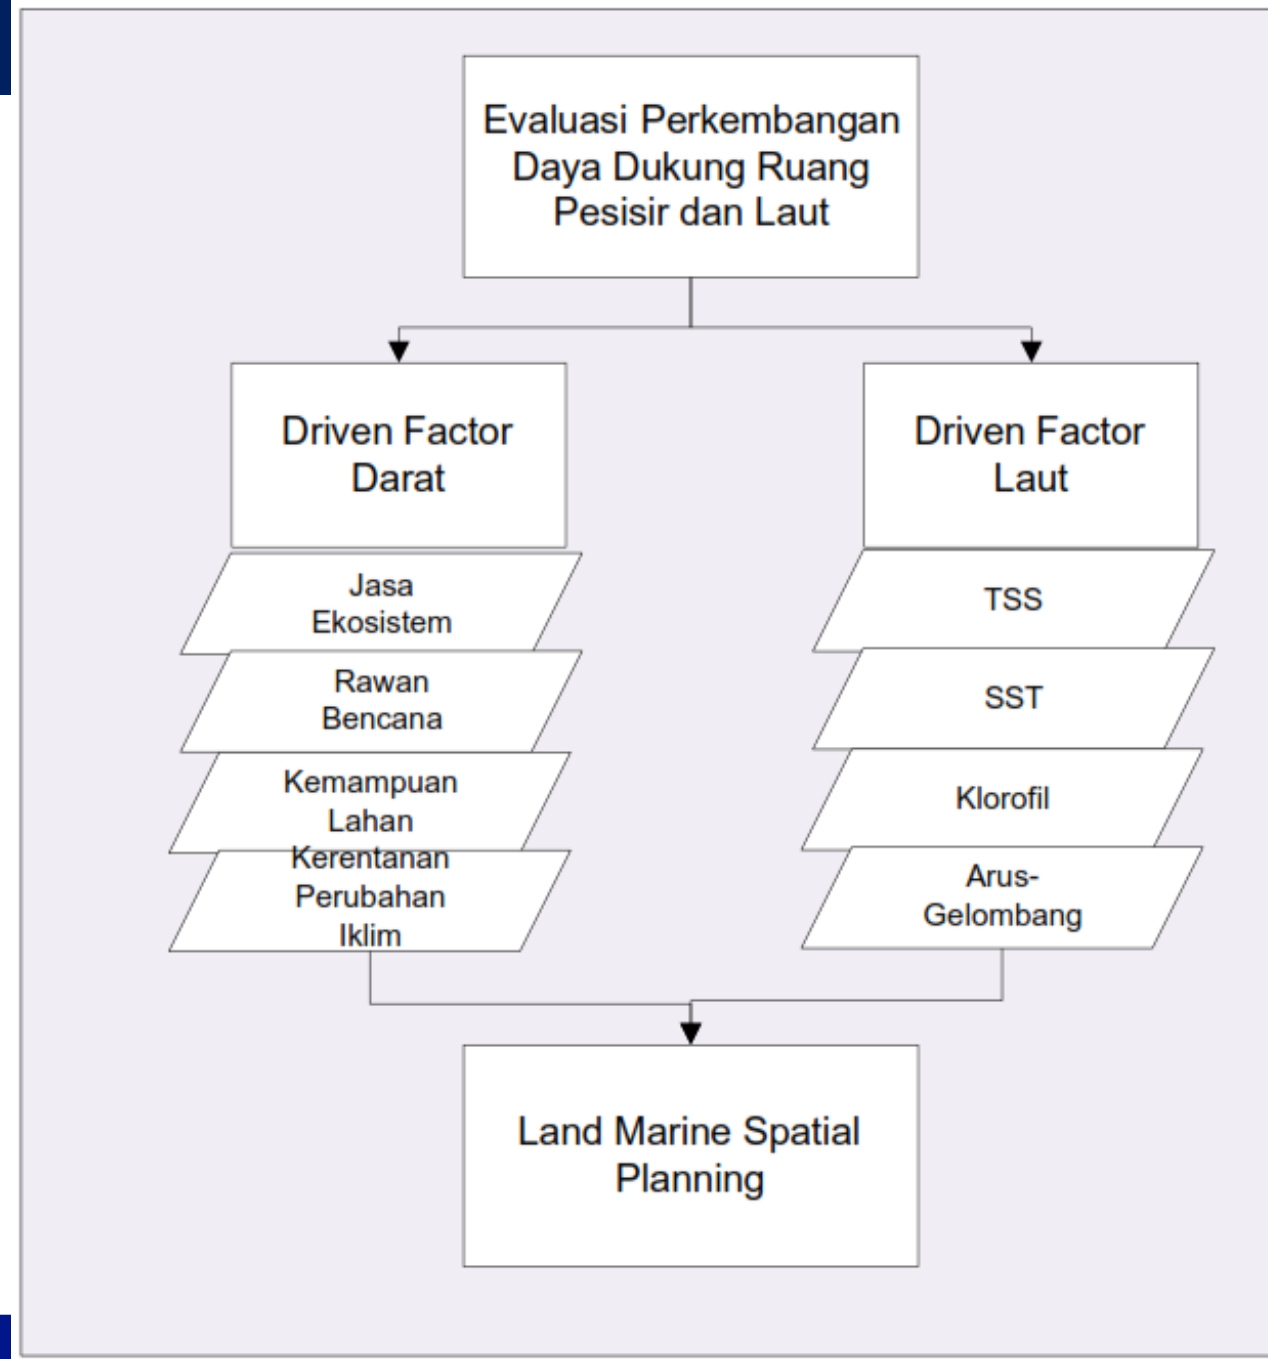 Evaluasi Perkembangan
Daya Dukung Ruang
Pesisir dan Laut
Driven Factor
Darat
Jasa
Ekosistem
Rawan
Bencana
Kemampuan
Lahan
Kerentanan
Perubahan
Iklim
Driven Factor
Laut
TSS
SST
Klorofil
Arus-
Gelombang
Land Marine Spatial
Planning